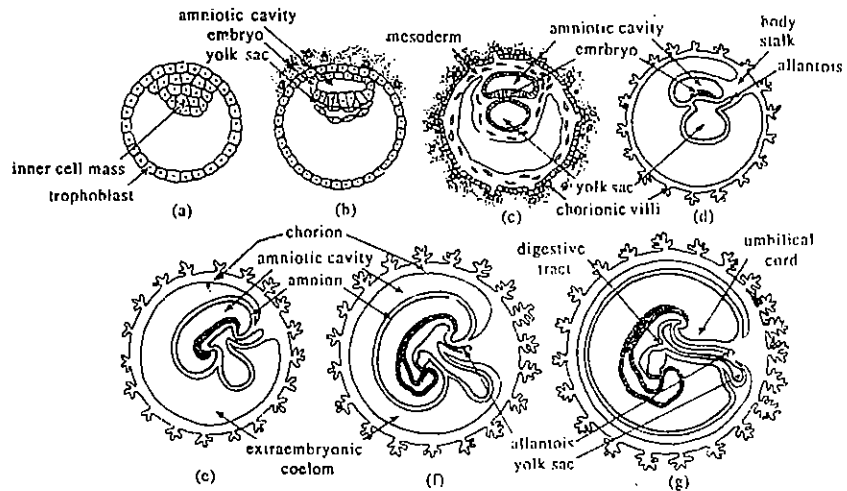 amniotic cavity
embryo
yolk sac
inner cell mass
trophoblast
(a)
(b)
mesoderm
amniotic cavity
embryo
body
stalk
allantois
yolk sac
chorionic villi
(c)
(d)
chorion
amniotic cavity
amnion
extraembryonic
coelom
(e)
(f)
digestive
tract
umbilical
cord
allantois
yolk sac
(g)